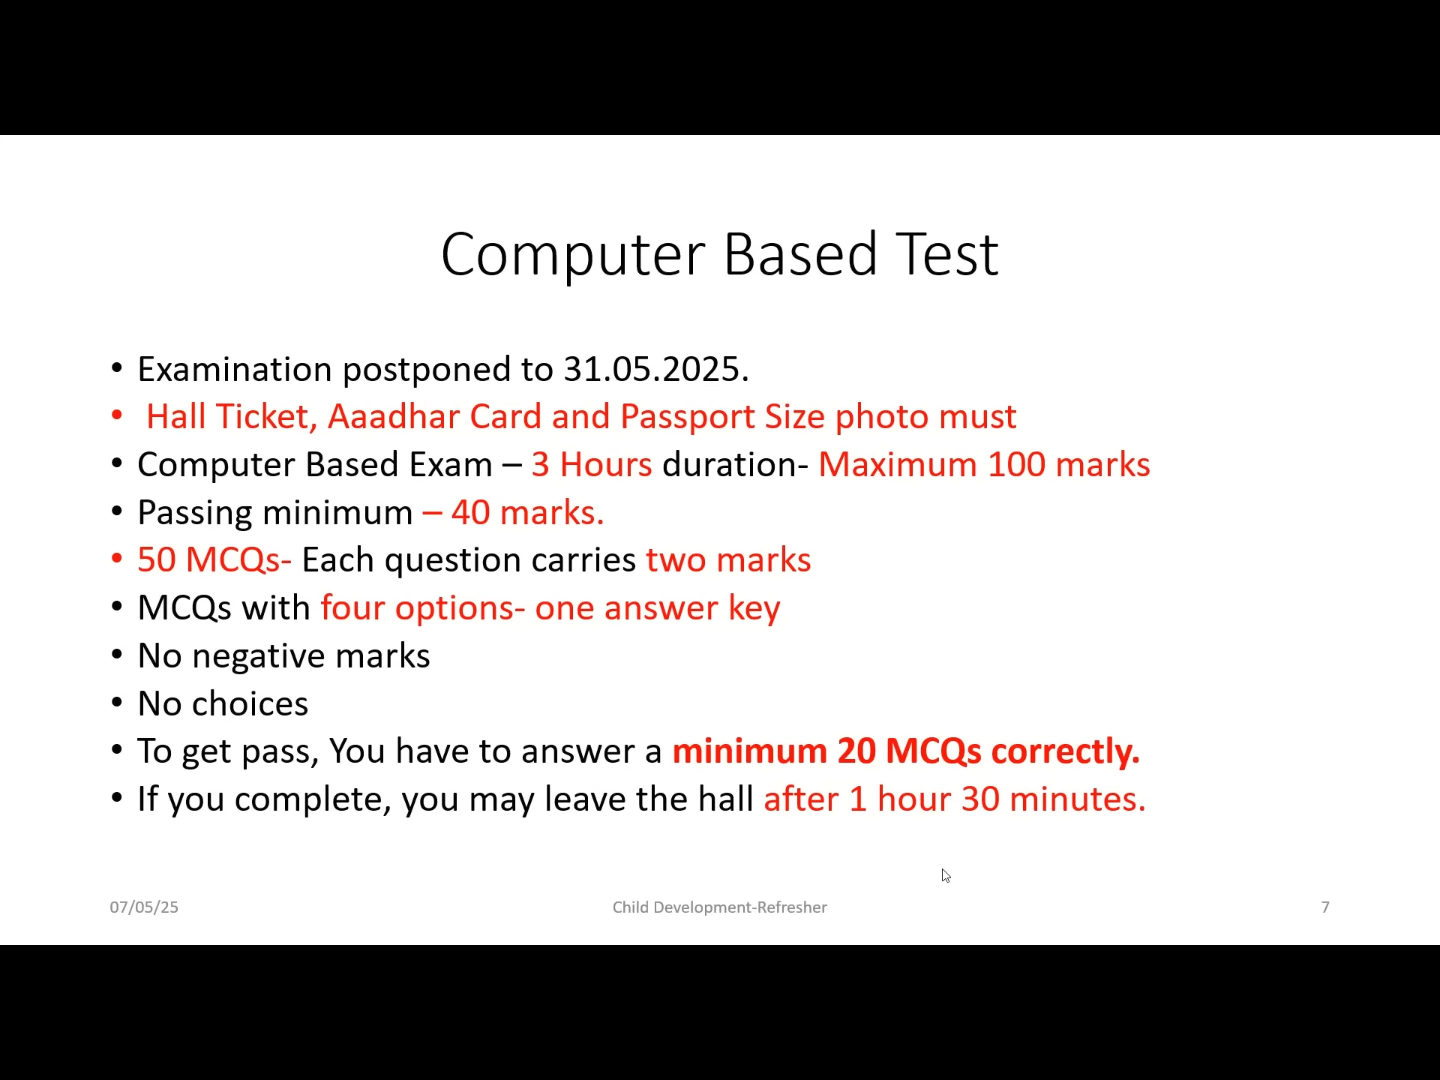 Computer Based Test
• Examination postponed to 31.05.2025.
• Hall Ticket, Aaadhar Card and Passport Size photo must
• Computer Based Exam – 3 Hours duration- Maximum 100 marks
• Passing minimum – 40 marks.
• 50 MCQs- Each question carries two marks
• MCQs with four options- one answer key
• No negative marks
• No choices
• To get pass, You have to answer a minimum 20 MCQs correctly.
• If you complete, you may leave the hall after 1 hour 30 minutes.
07/05/25 Child Development-Refresher 7